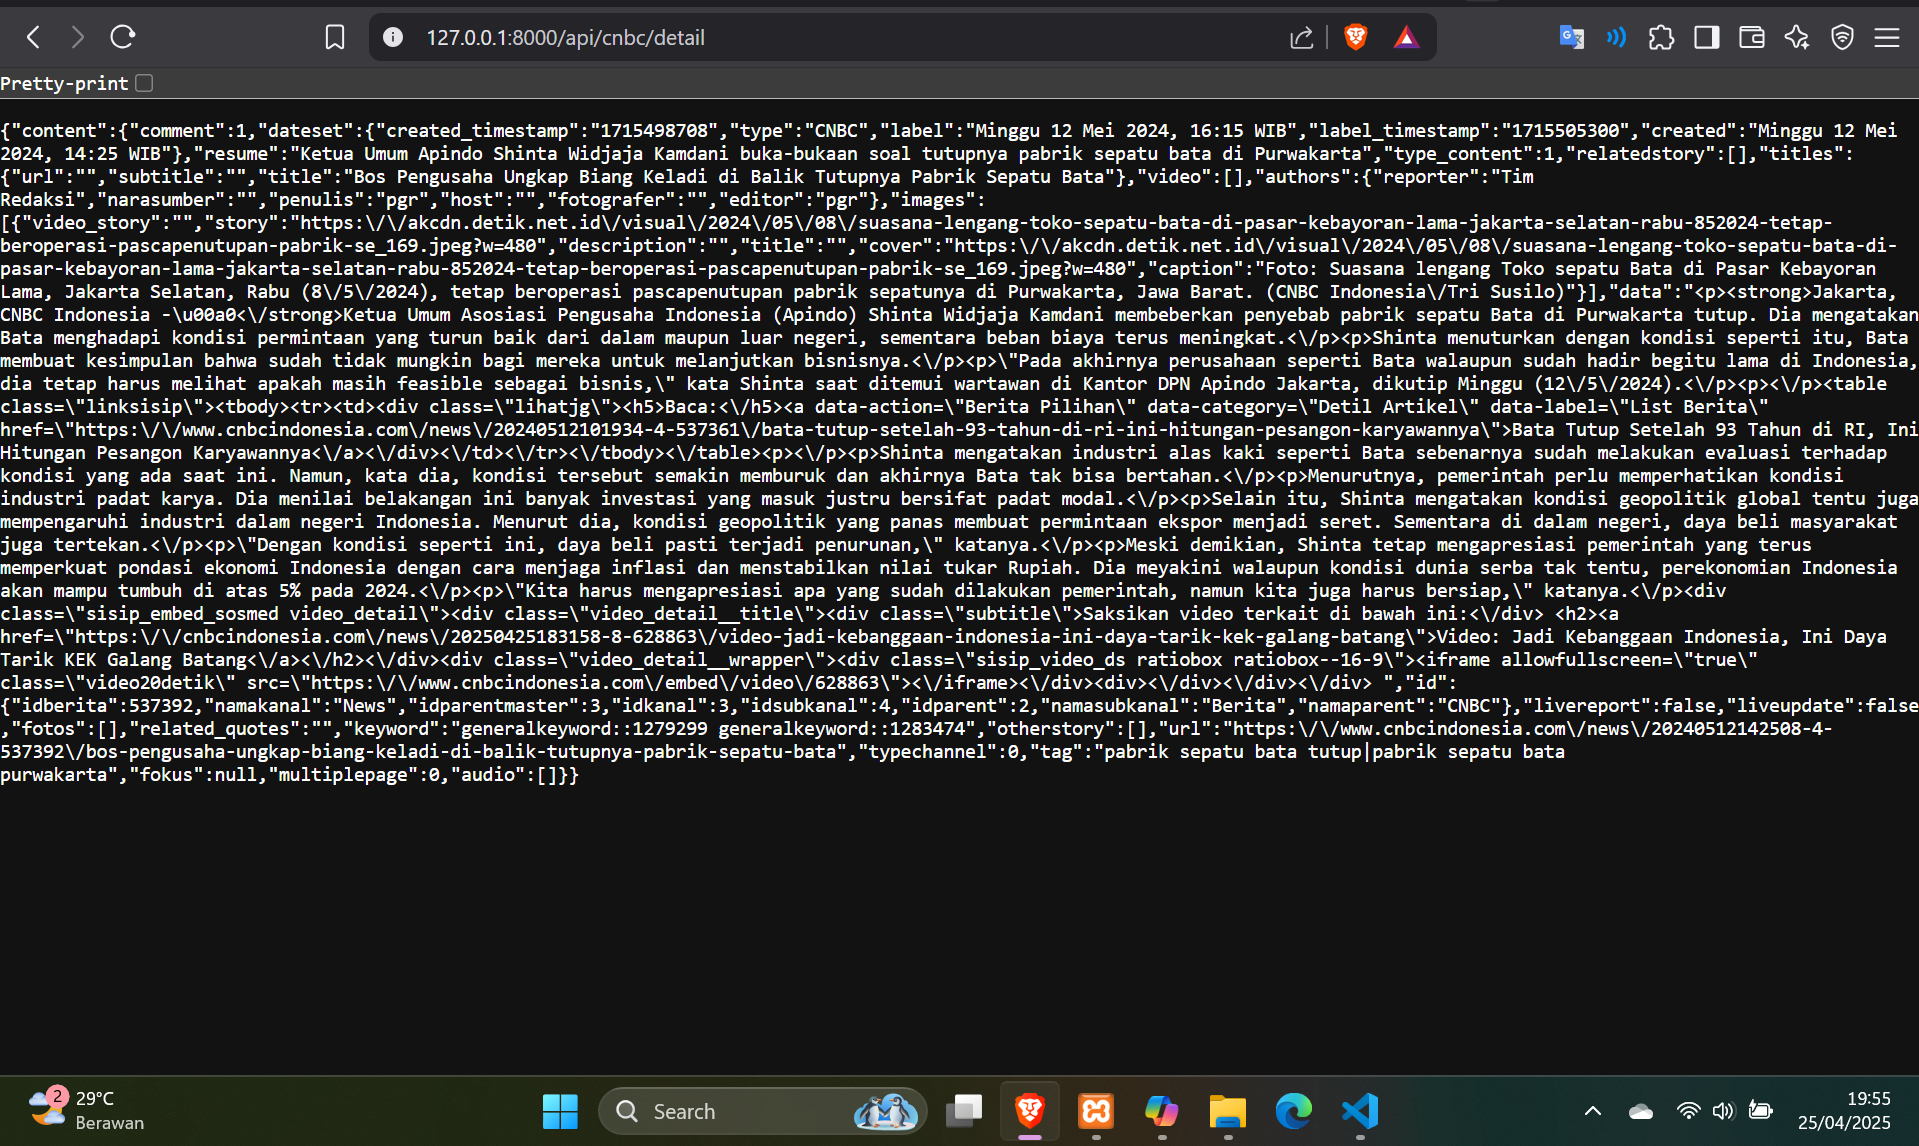 127.0.0.1:8000/api/cnbc/detail
Pretty-print
{"content":{"comment":1,"dateset":{"created_timestamp":"1715498708","type":"CNBC","label":"Minggu 12 Mei 2024, 16:15 WIB","label_timestamp":"1715505300","created":"Minggu 12 Mei
2024, 14:25 WIB"},"resume":"Ketua Umum Apindo Shinta Widjaja Kamdani buka-bukaan soal tutupnya pabrik sepatu bata di Purwakarta","type_content":1,"relatedstory":[],"titles":
{"url":"","subtitle":"","title":"Bos Pengusaha Ungkap Biang Keladi di Balik Tutupnya Pabrik Sepatu Bata"},"video":[],"authors":{"reporter":"Tim
Redaksi","narasumber":"","penulis":"pgr","host":"","fotografer":"","editor":"pgr"},"images":
[{"video_story":"","story":"https:\/\/akcdn.detik.net.id\/visual\/2024\/05\/08\/suasana-lengang-toko-sepatu-bata-di-pasar-kebayoran-lama-jakarta-selatan-rabu-852024-tetap-
beroperasi-pascapenutupan-pabrik-se_169.jpeg?w=480","description":"","title":"","cover":"https:\/\/akcdn.detik.net.id\/visual\/2024\/05\/08\/suasana-lengang-toko-sepatu-bata-di-
pasar-kebayoran-lama-jakarta-selatan-rabu-852024-tetap-beroperasi-pascapenutupan-pabrik-se_169.jpeg?w=480","caption":"Foto: Suasana lengang Toko sepatu Bata di Pasar Kebayoran
Lama, Jakarta Selatan, Rabu (8\/5\/2024), tetap beroperasi pascapenutupan pabrik sepatunya di Purwakarta, Jawa Barat. (CNBC Indonesia\/Tri Susilo)"}],"data":"<p><strong>Jakarta,
CNBC Indonesia -\u00a0<\/strong>Ketua Umum Asosiasi Pengusaha Indonesia (Apindo) Shinta Widjaja Kamdani membeberkan penyebab pabrik sepatu Bata di Purwakarta tutup. Dia mengatakan
Bata menghadapi kondisi permintaan yang turun baik dari dalam maupun luar negeri, sementara beban biaya terus meningkat.<\/p><p>Shinta menuturkan dengan kondisi seperti itu, Bata
membuat kesimpulan bahwa sudah tidak mungkin bagi mereka untuk melanjutkan bisnisnya.<\/p><p>\"Pada akhirnya perusahaan seperti Bata walaupun sudah hadir begitu lama di Indonesia,
dia tetap harus melihat apakah masih feasible sebagai bisnis,\" kata Shinta saat ditemui wartawan di Kantor DPN Apindo Jakarta, dikutip Minggu (12\/5\/2024).<\/p><p><\/p><table
class=\"linksisip\"><tbody><tr><td><div class=\"lihatjg\"><h5>Baca:<\/h5><a data-action=\"Berita Pilihan\" data-category=\"Detil Artikel\" data-label=\"List Berita\"
href=\"https:\/\/www.cnbcindonesia.com\/news\/20240512101934-4-537361\/bata-tutup-setelah-93-tahun-di-ri-ini-hitungan-pesangon-karyawannya\">Bata Tutup Setelah 93 Tahun di RI, Ini
Hitungan Pesangon Karyawannya<\/a><\/div><\/td><\/tr><\/tbody><\/table><p><\/p><p>Shinta mengatakan industri alas kaki seperti Bata sebenarnya sudah melakukan evaluasi terhadap
kondisi yang ada saat ini. Namun, kata dia, kondisi tersebut semakin memburuk dan akhirnya Bata tak bisa bertahan.<\/p><p>Menurutnya, pemerintah perlu memperhatikan kondisi
industri padat karya. Dia menilai belakangan ini banyak investasi yang masuk justru bersifat padat modal.<\/p><p>Selain itu, Shinta mengatakan kondisi geopolitik global tentu juga
mempengaruhi industri dalam negeri Indonesia. Menurut dia, kondisi geopolitik yang panas membuat permintaan ekspor menjadi seret. Sementara di dalam negeri, daya beli masyarakat
juga tertekan.<\/p><p>\"Dengan kondisi seperti ini, daya beli pasti terjadi penurunan,\" katanya.<\/p><p>Meski demikian, Shinta tetap mengapresiasi pemerintah yang terus
memperkuat pondasi ekonomi Indonesia dengan cara menjaga inflasi dan menstabilkan nilai tukar Rupiah. Dia meyakini walaupun kondisi dunia serba tak tentu, perekonomian Indonesia
akan mampu tumbuh di atas 5% pada 2024.<\/p><p>\"Kita harus mengapresiasi apa yang sudah dilakukan pemerintah, namun kita juga harus bersiap,\" katanya.<\/p><div
class=\"sisip_embed_sosmed video_detail\"><div class=\"video_detail__title\"><div class=\"subtitle\">Saksikan video terkait di bawah ini:<\/div> <h2><a
href=\"https:\/\/cnbcindonesia.com\/news\/20250425183158-8-628863\/video-jadi-kebanggaan-indonesia-ini-daya-tarik-kek-galang-batang\">Video: Jadi Kebanggaan Indonesia, Ini Daya
Tarik KEK Galang Batang<\/a><\/h2><\/div><div class=\"video_detail__wrapper\"><div class=\"sisip_video_ds ratiobox ratiobox--16-9\"><iframe allowfullscreen=\"true\"
class=\"video20detik\" src=\"https:\/\/www.cnbcindonesia.com\/embed\/video\/628863\"><\/iframe><\/div><div><\/div><\/div><\/div> ","id":
{"idberita":537392,"namakanal":"News","idparentmaster":3,"idkanal":3,"idsubkanal":4,"idparent":2,"namasubkanal":"Berita","namaparent":"CNBC"},"livereport":false,"liveupdate":false
,"fotos":[],"related_quotes":"","keyword":"generalkeyword::1279299 generalkeyword::1283474","otherstory":[],"url":"https:\/\/www.cnbcindonesia.com\/news\/20240512142508-4-
537392\/bos-pengusaha-ungkap-biang-keladi-di-balik-tutupnya-pabrik-sepatu-bata","typechannel":0,"tag":"pabrik sepatu bata tutup|pabrik sepatu bata
purwakarta","fokus":null,"multiplepage":0,"audio":[]}}
2
29°C
Berawan
Search
19:55
25/04/2025